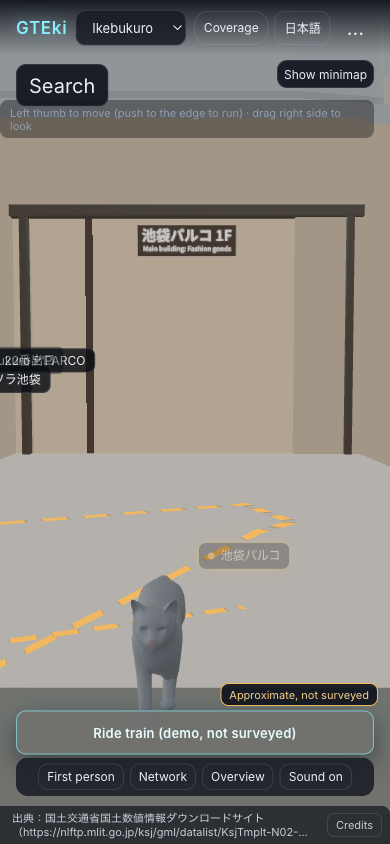 GTEki
Ikebukuro
Coverage
日本語
...
Search
Show minimap
Left thumb to move (push to the edge to run) · drag right side to
look
池袋パルコ 1F
Main building: Fashion goods
PARCO
ソラ池袋
池袋パルコ
Approximate, not surveyed
Ride train (demo, not surveyed)
First person
Network
Overview
Sound on
出典：国土交通省国土数値情報ダウンロードサイト
（https://nlftp.mlit.go.jp/ksj/gml/datalist/KsjTmplt-N02-...
Credits